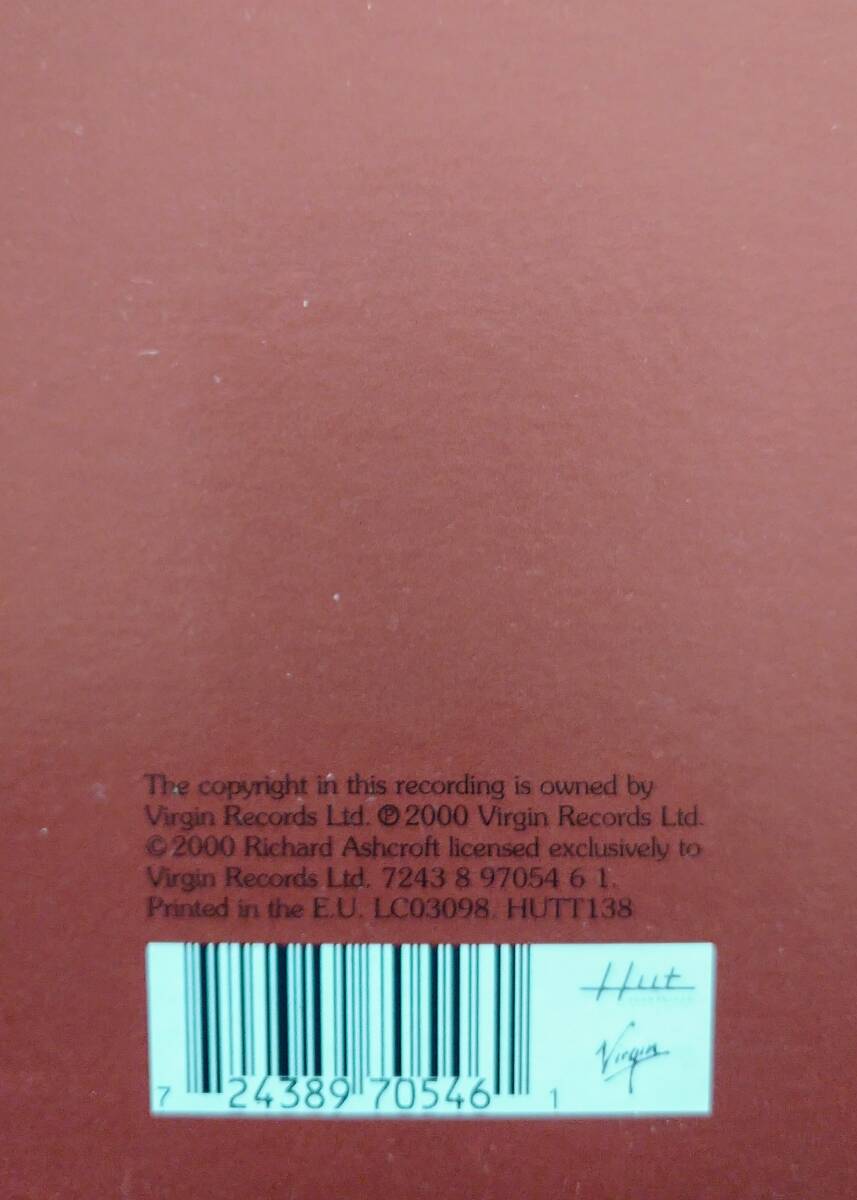 The copyright in this recording is owned by
Virgin Records Ltd. ℗ 2000 Virgin Records Ltd.
© 2000 Richard Ashcroft licensed exclusively to
Virgin Records Ltd. 7243 8 97054 6 1.
Printed in the E.U. LC03098. HUTT138
Hut
Virgin
7 24389 70546 1